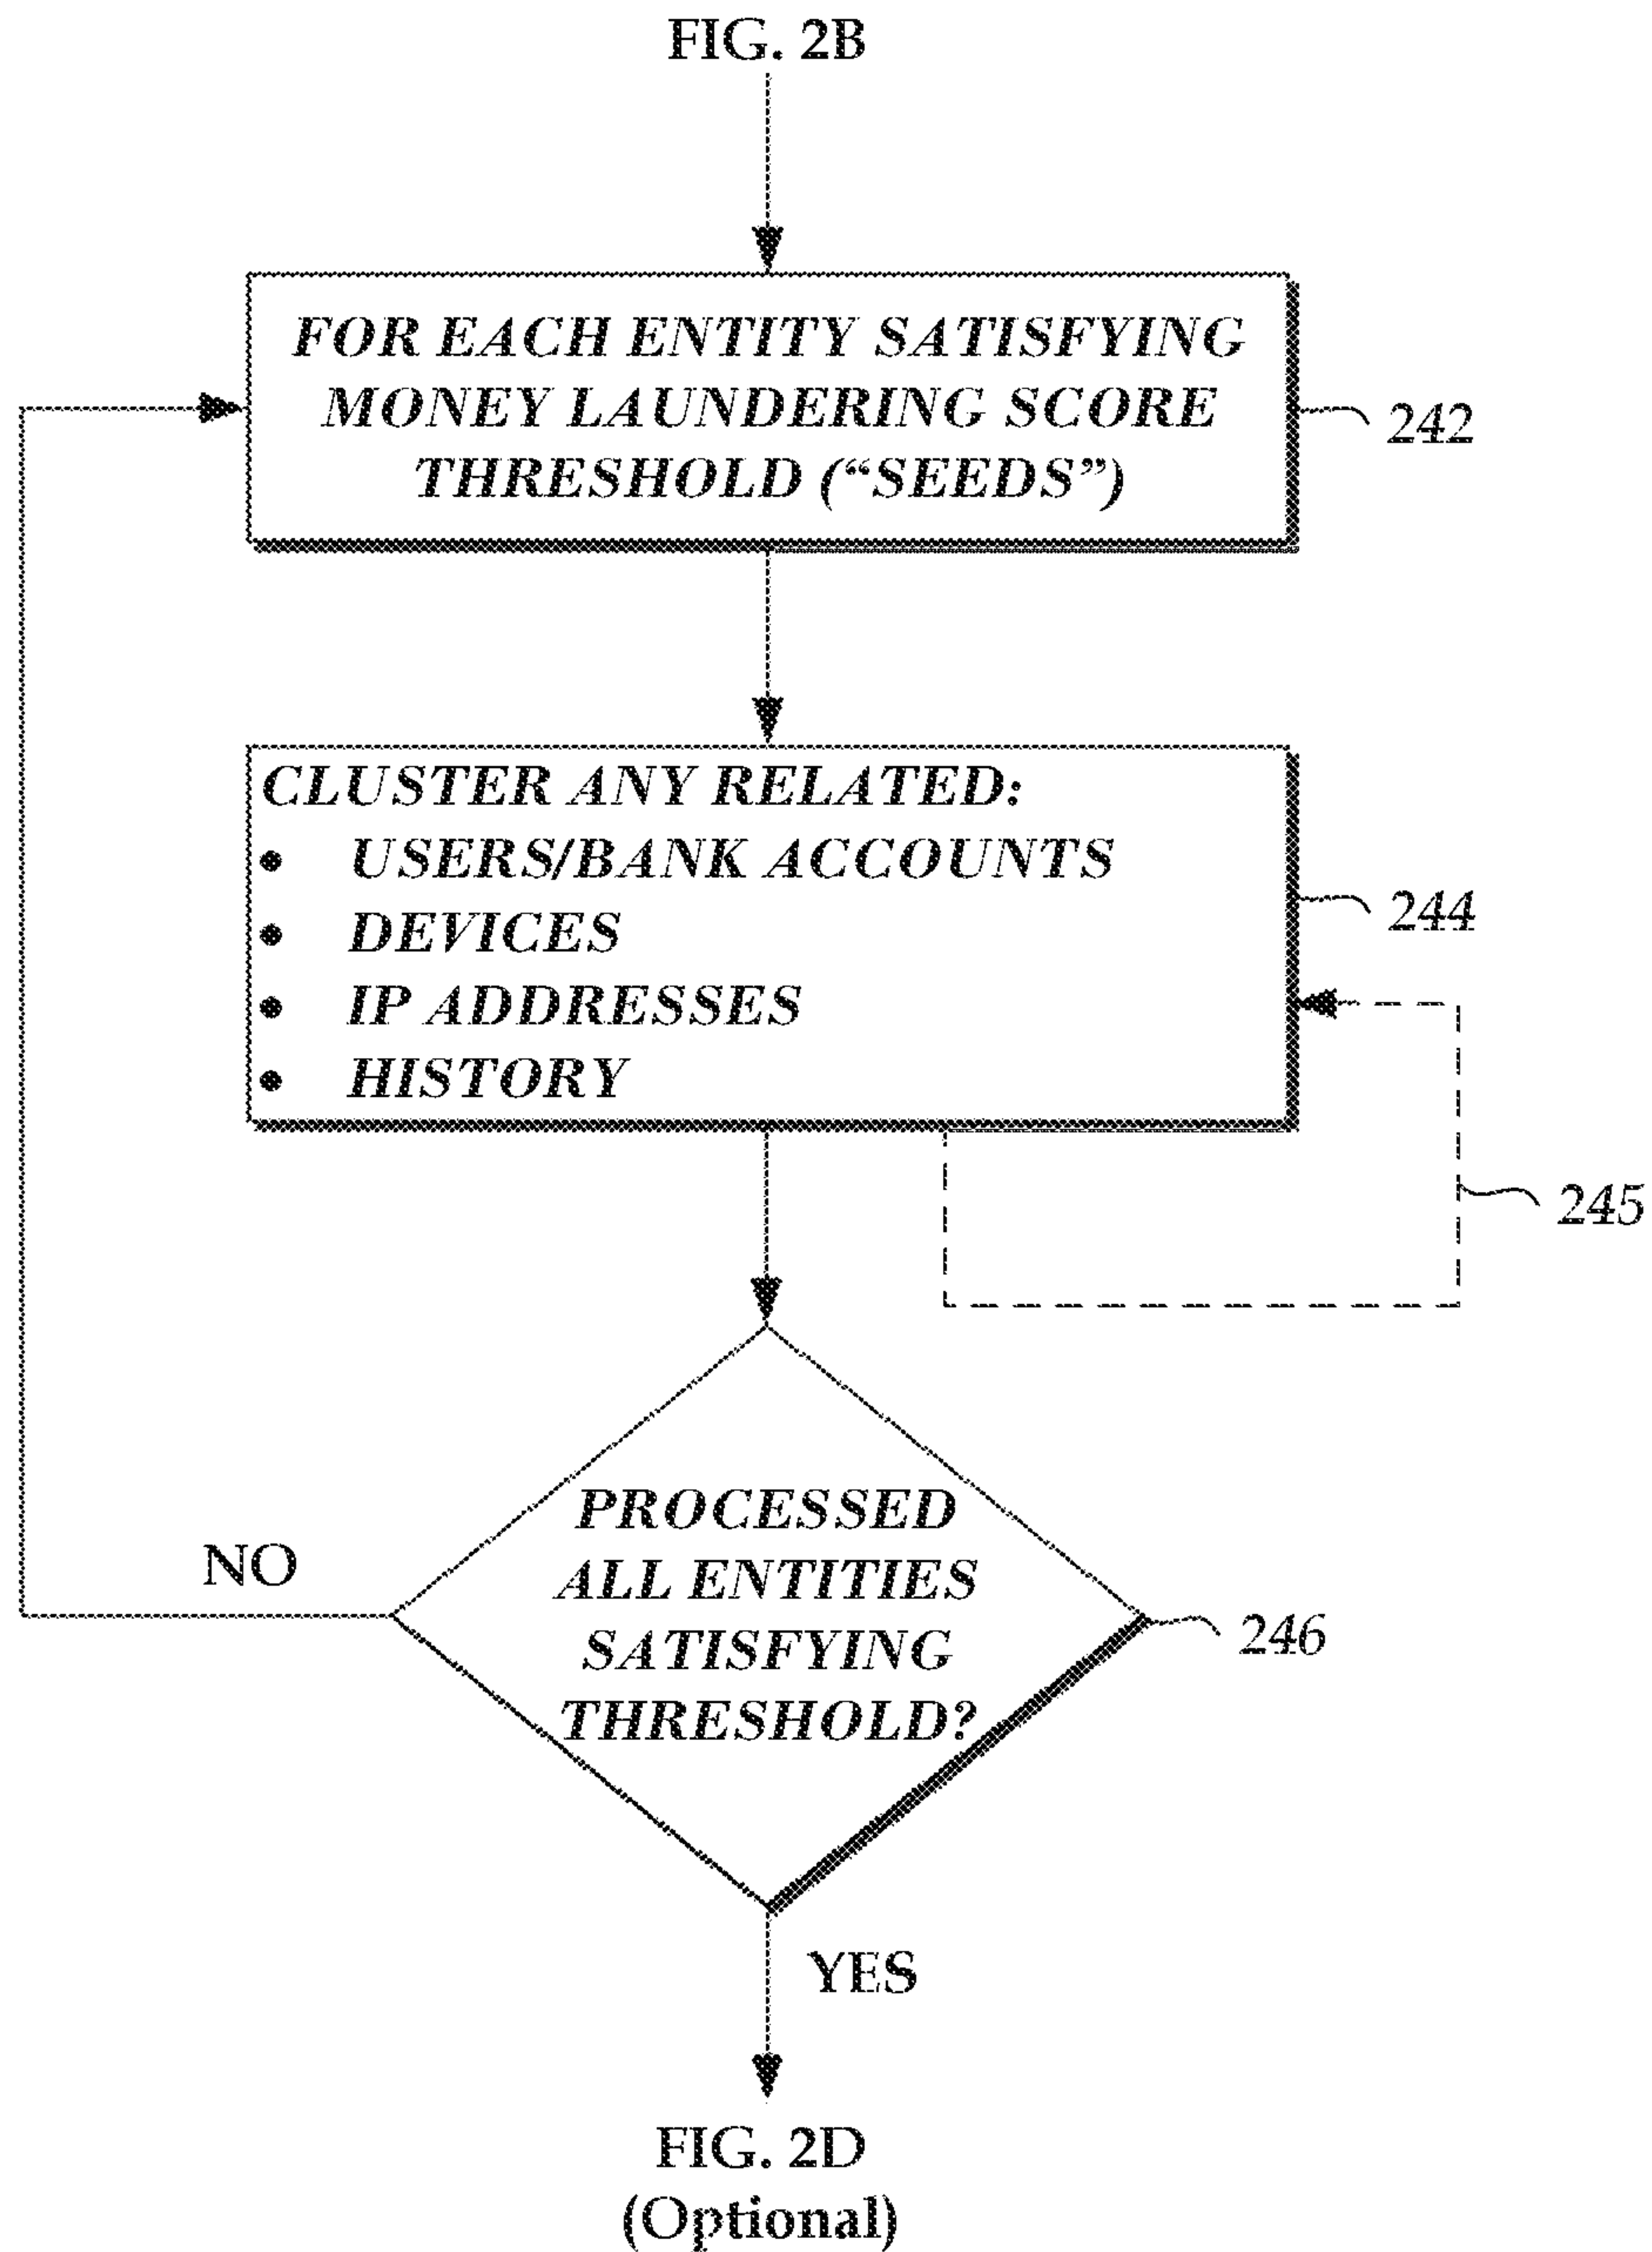 FIG. 2B
FOR EACH ENTITY SATISFYING
MONEY LAUNDERING SCORE
THRESHOLD (“SEEDS”)
242
CLUSTER ANY RELATED:
• USERS/BANK ACCOUNTS
• DEVICES
• IP ADDRESSES
• HISTORY
244
245
PROCESSED
ALL ENTITIES
SATISFYING
THRESHOLD?
NO
246
YES
FIG. 2D
(Optional)